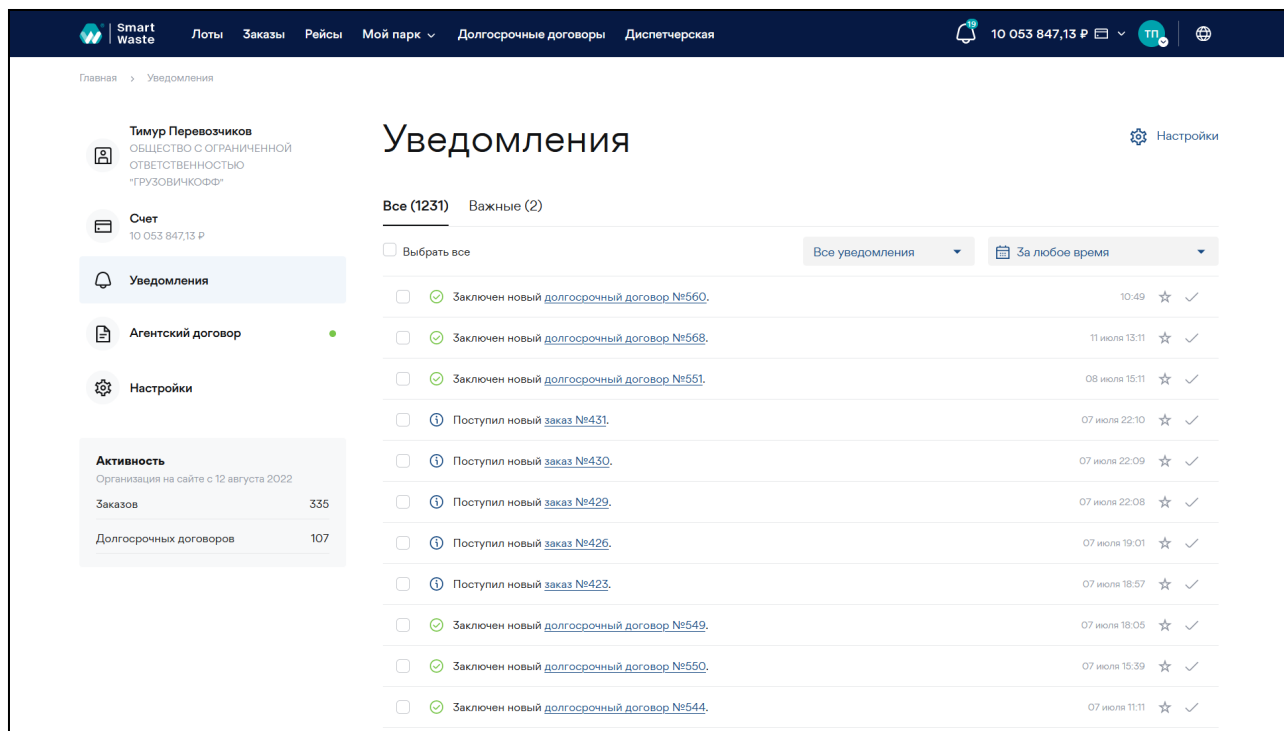 Smart
Waste
Лоты Заказы Рейсы Мой парк Долгосрочные договоры Диспетчерская
19
10 053 847,13 ₽
ТП
Главная › Уведомления
Тимур Перевозчиков
ОБЩЕСТВО С ОГРАНИЧЕННОЙ
ОТВЕТСТВЕННОСТЬЮ
"ГРУЗОВИЧКОФФ"
Счет
10 053 847,13 ₽
Уведомления
Агентский договор
Настройки
Активность
Организация на сайте с 12 августа 2022
Заказов 335
Долгосрочных договоров 107
Уведомления
Настройки
Все (1231) Важные (2)
Выбрать все Все уведомления За любое время
Заключен новый долгосрочный договор №560. 10:49
Заключен новый долгосрочный договор №568. 11 июля 13:11
Заключен новый долгосрочный договор №551. 08 июля 15:11
Поступил новый заказ №431. 07 июля 22:10
Поступил новый заказ №430. 07 июля 22:09
Поступил новый заказ №429. 07 июля 22:08
Поступил новый заказ №426. 07 июля 19:01
Поступил новый заказ №423. 07 июля 18:57
Заключен новый долгосрочный договор №549. 07 июля 18:05
Заключен новый долгосрочный договор №550. 07 июля 15:39
Заключен новый долгосрочный договор №544. 07 июля 11:11